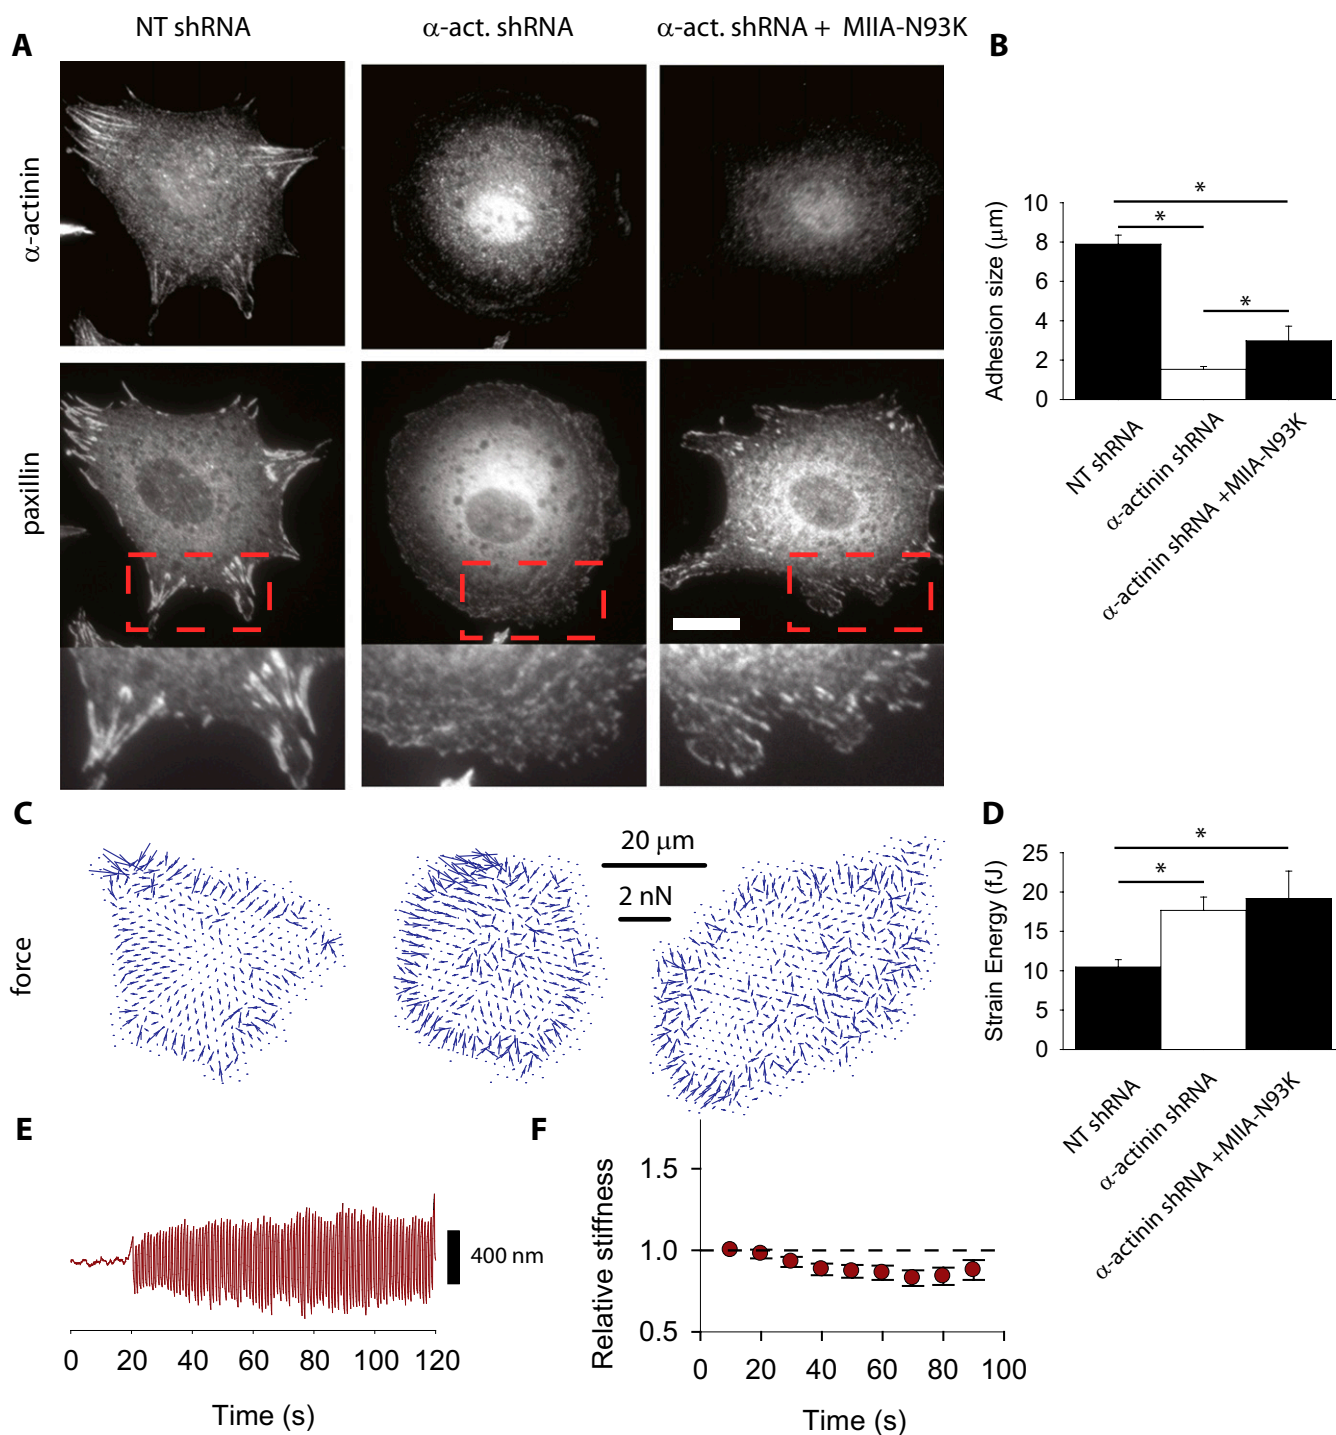 NT shRNA
α-act. shRNA
α-act. shRNA + MIIA-N93K
A
α-actinin
paxillin
B
Adhesion size (μm)
10
8
6
4
2
0
*
*
*
NT shRNA
α-actinin shRNA
α-actinin shRNA +MIIA-N93K
C
force
20 μm
2 nN
D
Strain Energy (fJ)
25
20
15
10
5
0
*
*
NT shRNA
α-actinin shRNA
α-actinin shRNA +MIIA-N93K
E
400 nm
0 20 40 60 80 100 120
Time (s)
F
Relative stiffness
1.5
1.0
0.5
0 20 40 60 80 100
Time (s)